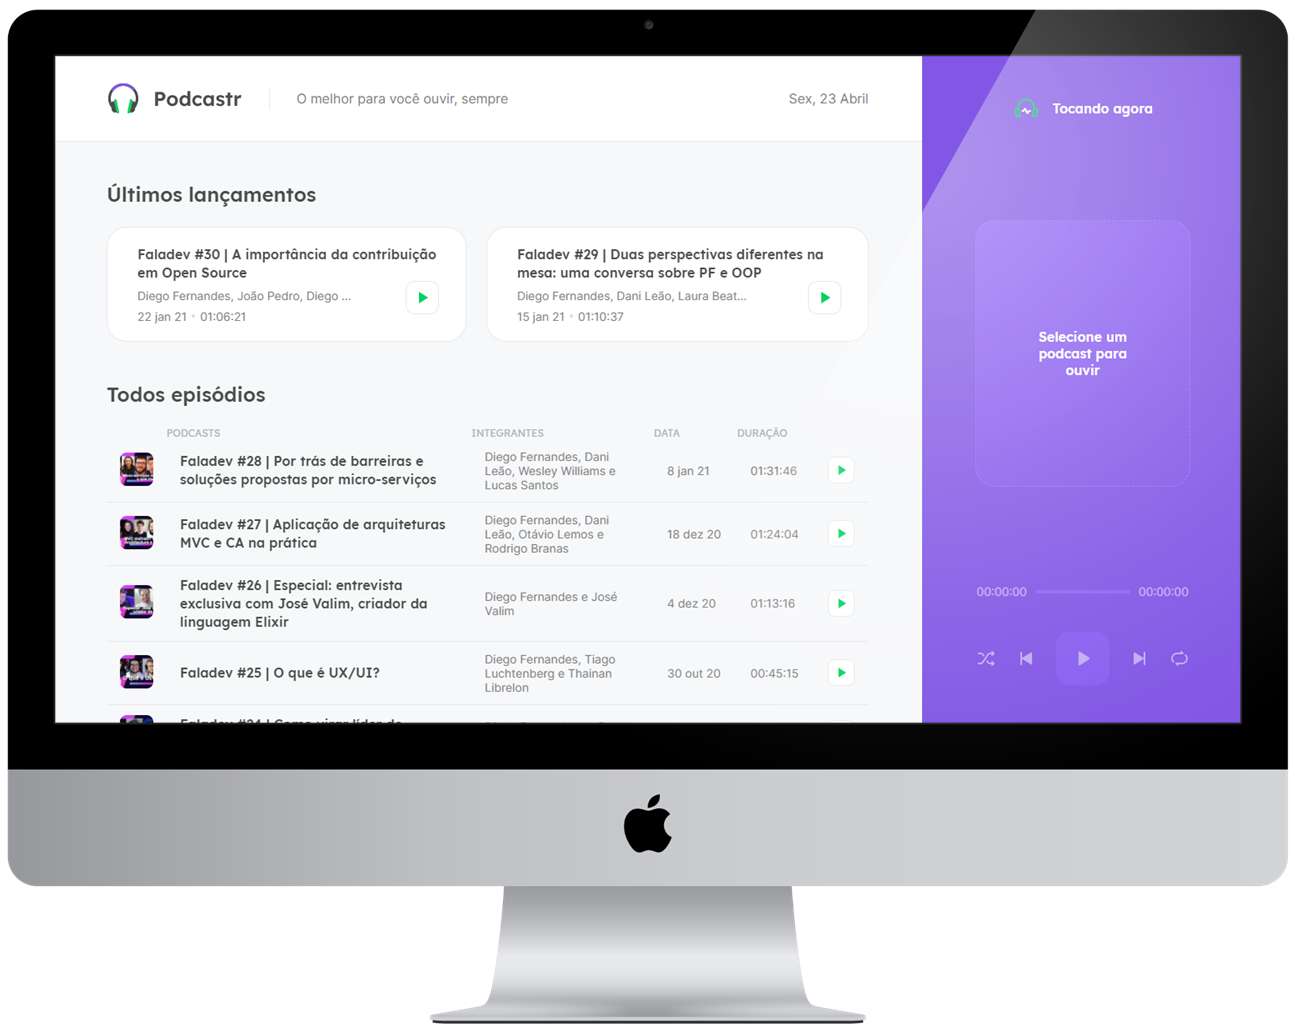 Podcastr
O melhor para você ouvir, sempre
Sex, 23 Abril
Tocando agora
Últimos lançamentos
Faladev #30 | A importância da contribuição
em Open Source
Diego Fernandes, João Pedro, Diego ...
22 jan 21 • 01:06:21
Faladev #29 | Duas perspectivas diferentes na
mesa: uma conversa sobre PF e OOP
Diego Fernandes, Dani Leão, Laura Beat...
15 jan 21 • 01:10:37
Selecione um
podcast para
ouvir
Todos episódios
PODCASTS INTEGRANTES DATA DURAÇÃO
Faladev #28 | Por trás de barreiras e
soluções propostas por micro-serviços
Diego Fernandes, Dani
Leão, Wesley Williams e
Lucas Santos
8 jan 21
01:31:46
Faladev #27 | Aplicação de arquiteturas
MVC e CA na prática
Diego Fernandes, Dani
Leão, Otávio Lemos e
Rodrigo Branas
18 dez 20
01:24:04
Faladev #26 | Especial: entrevista
exclusiva com José Valim, criador da
linguagem Elixir
Diego Fernandes e José
Valim
4 dez 20
01:13:16
Faladev #25 | O que é UX/UI?
Diego Fernandes, Tiago
Luchtenberg e Thainan
Librelon
30 out 20
00:45:15
Faladev #24 | Como virar líder de
00:00:00 00:00:00